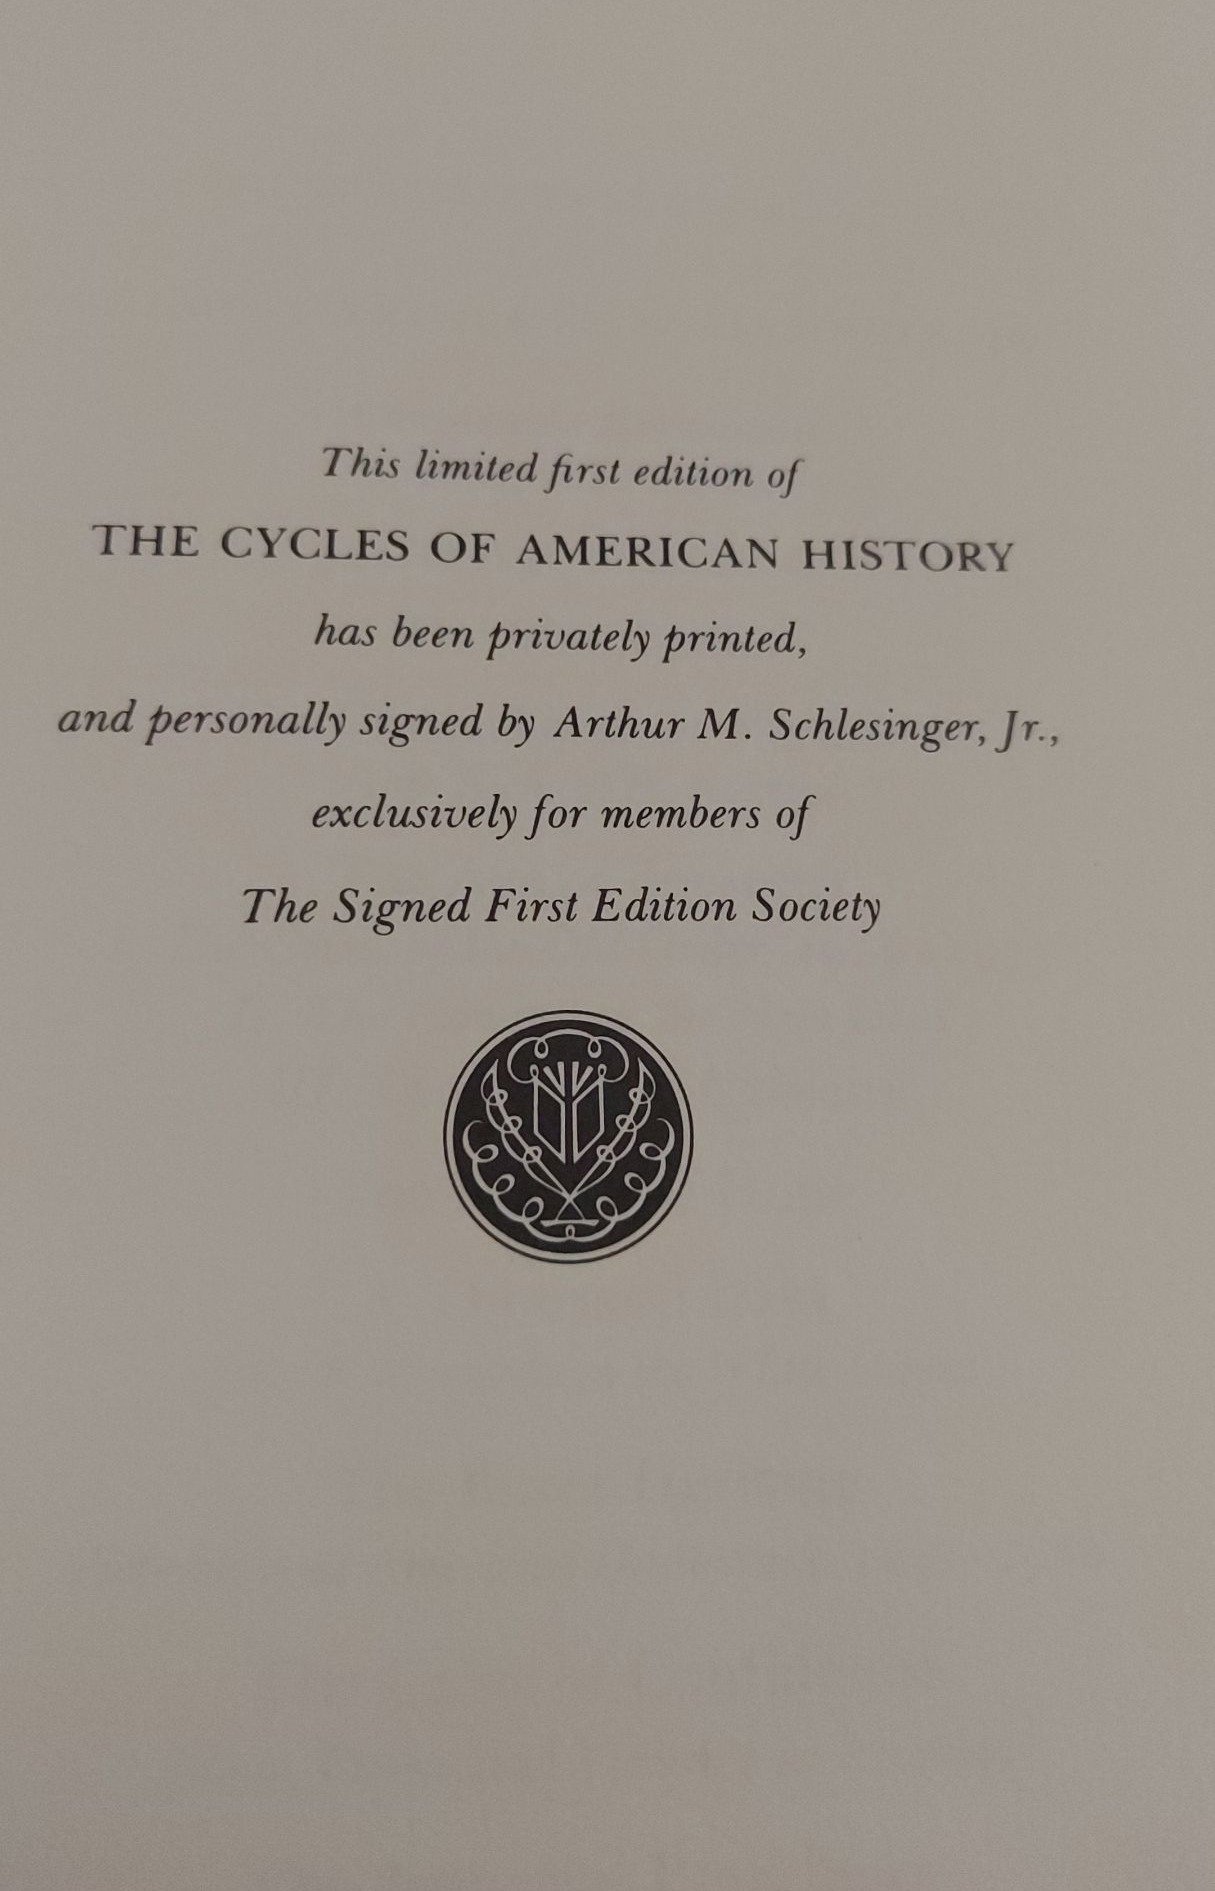 This limited first edition of
THE CYCLES OF AMERICAN HISTORY
has been privately printed,
and personally signed by Arthur M. Schlesinger, Jr.,
exclusively for members of
The Signed First Edition Society